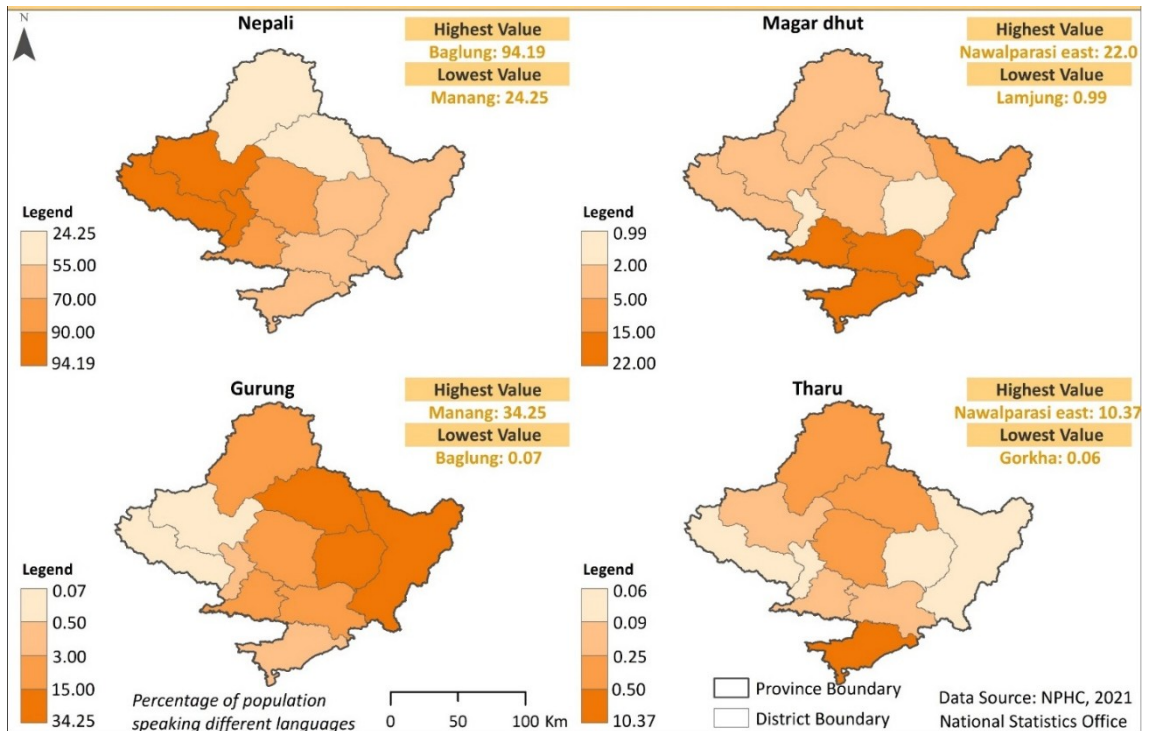 N
Nepali
Highest Value
Baglung: 94.19
Lowest Value
Manang: 24.25
Legend
24.25
55.00
70.00
90.00
94.19
Magar dhut
Highest Value
Nawalparasi east: 22.0
Lowest Value
Lamjung: 0.99
Legend
0.99
2.00
5.00
15.00
22.00
Gurung
Highest Value
Manang: 34.25
Lowest Value
Baglung: 0.07
Legend
0.07
0.50
3.00
15.00
34.25
Tharu
Highest Value
Nawalparasi east: 10.37
Lowest Value
Gorkha: 0.06
Legend
0.06
0.09
0.25
0.50
10.37
Percentage of population
speaking different languages
0 50 100 Km
Province Boundary
District Boundary
Data Source: NPHC, 2021
National Statistics Office